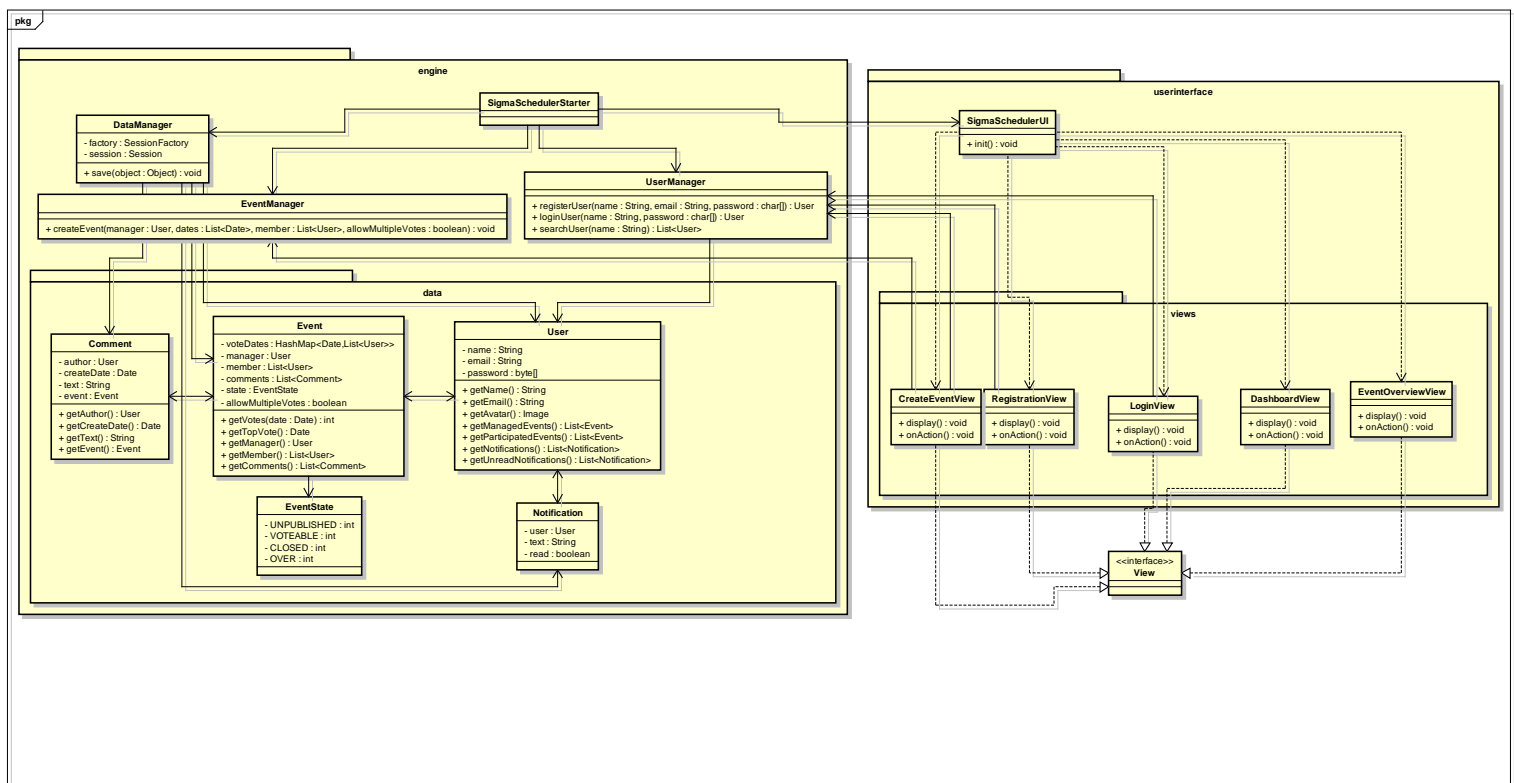 pkg
engine
SigmaSchedulerStarter
DataManager
- factory : SessionFactory
- session : Session
+ save(object : Object) : void
EventManager
+ createEvent(manager : User, dates : List<Date>, member : List<User>, allowMultipleVotes : boolean) : void
UserManager
+ registerUser(name : String, email : String, password : char[]) : User
+ loginUser(name : String, password : char[]) : User
+ searchUser(name : String) : List<User>
data
Comment
- author : User
- createDate : Date
- text : String
- event : Event
+ getAuthor() : User
+ getCreateDate() : Date
+ getText() : String
+ getEvent() : Event
Event
- voteDates : HashMap<Date,List<User>>
- manager : User
- member : List<User>
- comments : List<Comment>
- state : EventState
- allowMultipleVotes : boolean
+ getVotes(date : Date) : int
+ getTopVote() : Date
+ getManager() : User
+ getMember() : List<User>
+ getComments() : List<Comment>
User
- name : String
- email : String
- password : byte[]
+ getName() : String
+ getEmail() : String
+ getAvatar() : Image
+ getManagedEvents() : List<Event>
+ getParticipatedEvents() : List<Event>
+ getNotifications() : List<Notification>
+ getUnreadNotifications() : List<Notification>
EventState
- UNPUBLISHED : int
- VOTEABLE : int
- CLOSED : int
- OVER : int
Notification
- user : User
- text : String
- read : boolean
userinterface
SigmaSchedulerUI
+ init() : void
views
CreateEventView
+ display() : void
+ onAction() : void
RegistrationView
+ display() : void
+ onAction() : void
LoginView
+ display() : void
+ onAction() : void
DashboardView
+ display() : void
+ onAction() : void
EventOverviewView
+ display() : void
+ onAction() : void
<<interface>>
View